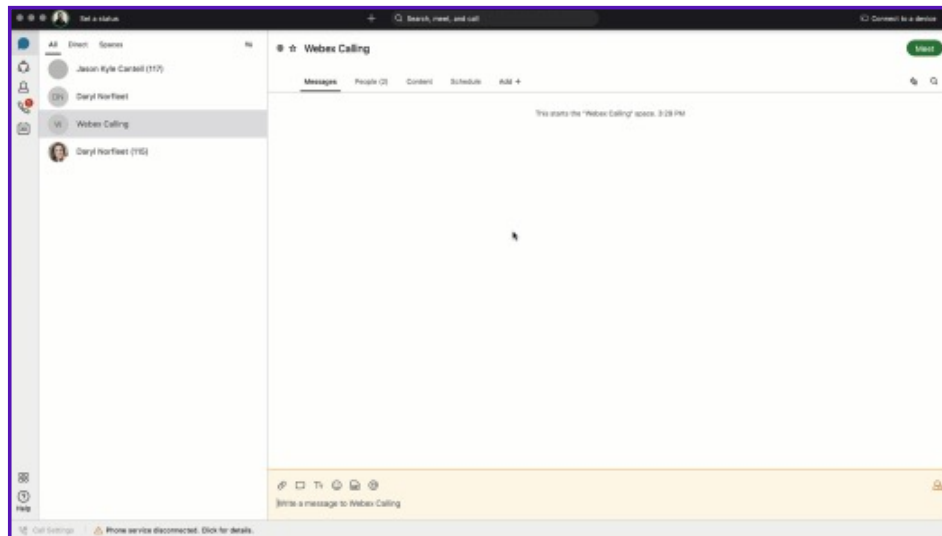 Set a status
Search, meet, and call
Connect to a device
All Direct Spaces
Jason Kyle Cantell (117)
DN Daryl Norfleet
W Webex Calling
Daryl Norfleet (115)
Webex Calling
Meet
Messages People (2) Content Schedule Add +
This starts the "Webex Calling" space. 3:28 PM
Write a message to Webex Calling
Help
Call Settings
Phone service disconnected. Click for details.